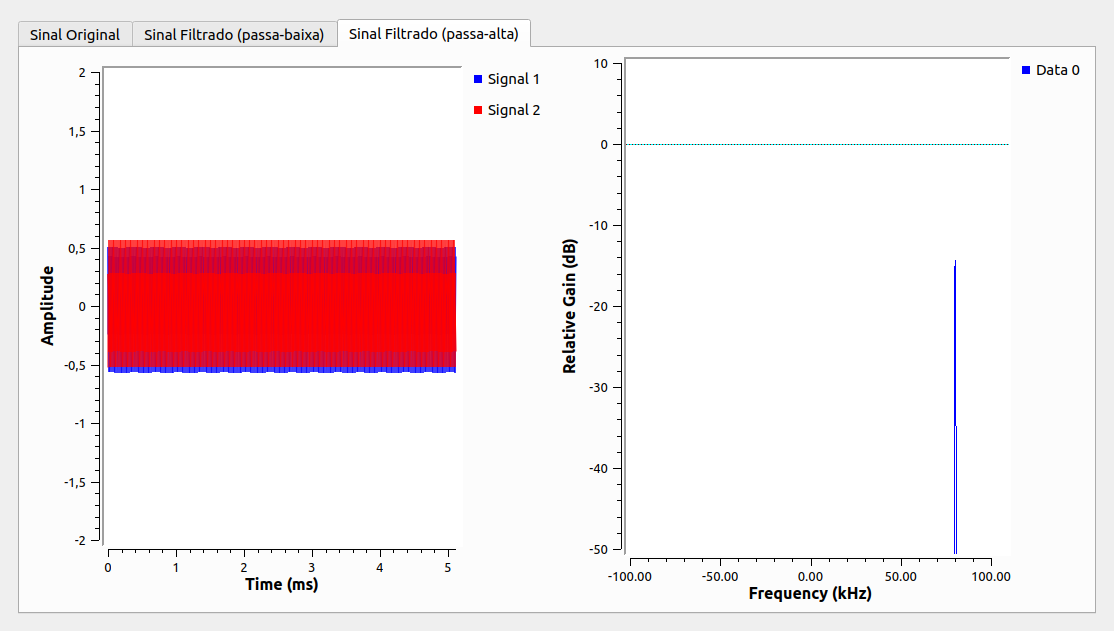 Sinal Original
Sinal Filtrado (passa-baixa)
Sinal Filtrado (passa-alta)
2
1,5
1
0,5
0
-0,5
-1
-1,5
-2
Amplitude
0 1 2 3 4 5
Time (ms)
Signal 1
Signal 2
10
0
-10
-20
-30
-40
-50
Relative Gain (dB)
-100.00 -50.00 0.00 50.00 100.00
Frequency (kHz)
Data 0